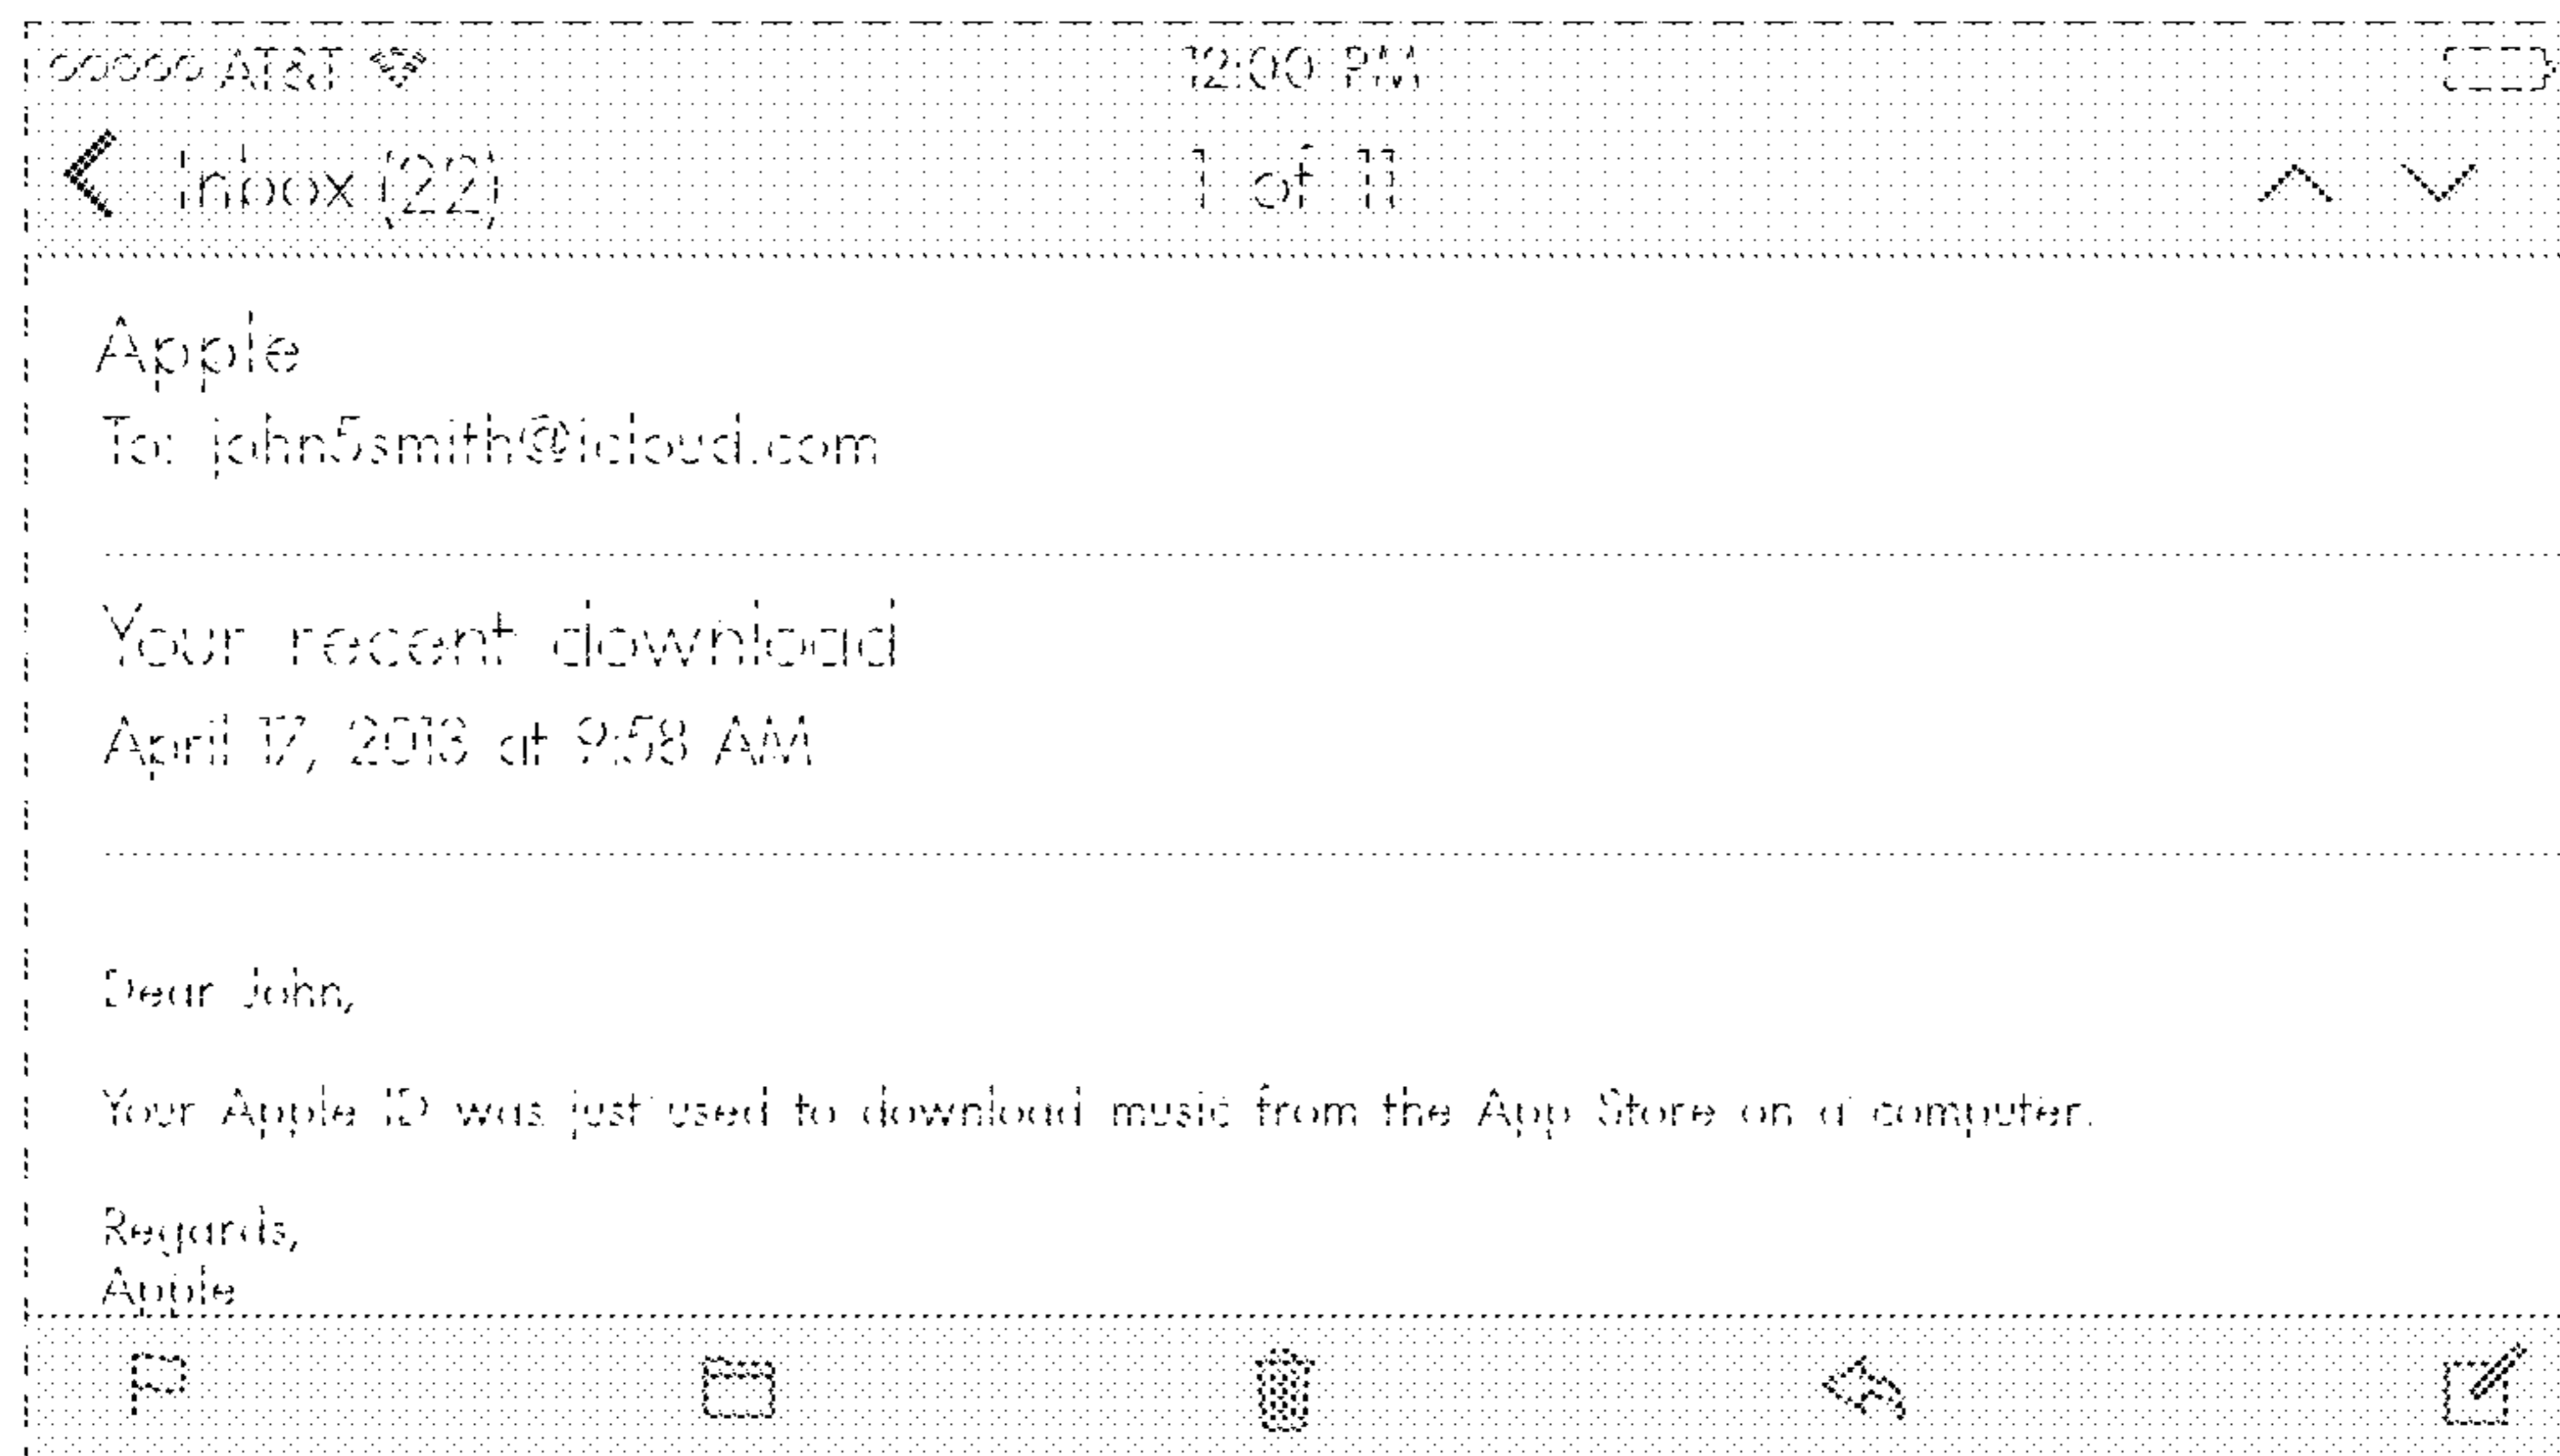 AT&T 12:00 PM
Inbox (22) 1 of 11
Apple
To: john5smith@icloud.com
Your recent download
April 17, 2013 at 9:58 AM
Dear John,
Your Apple ID was just used to download music from the App Store on a computer.
Regards,
Apple